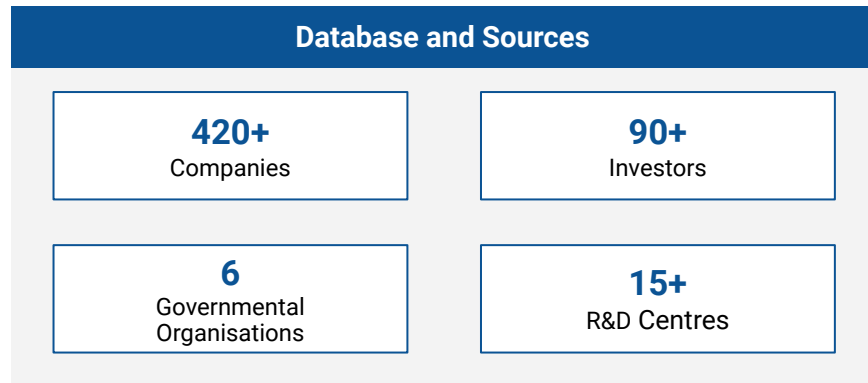 Database and Sources
420+
Companies
90+
Investors
6
Governmental
Organisations
15+
R&D Centres